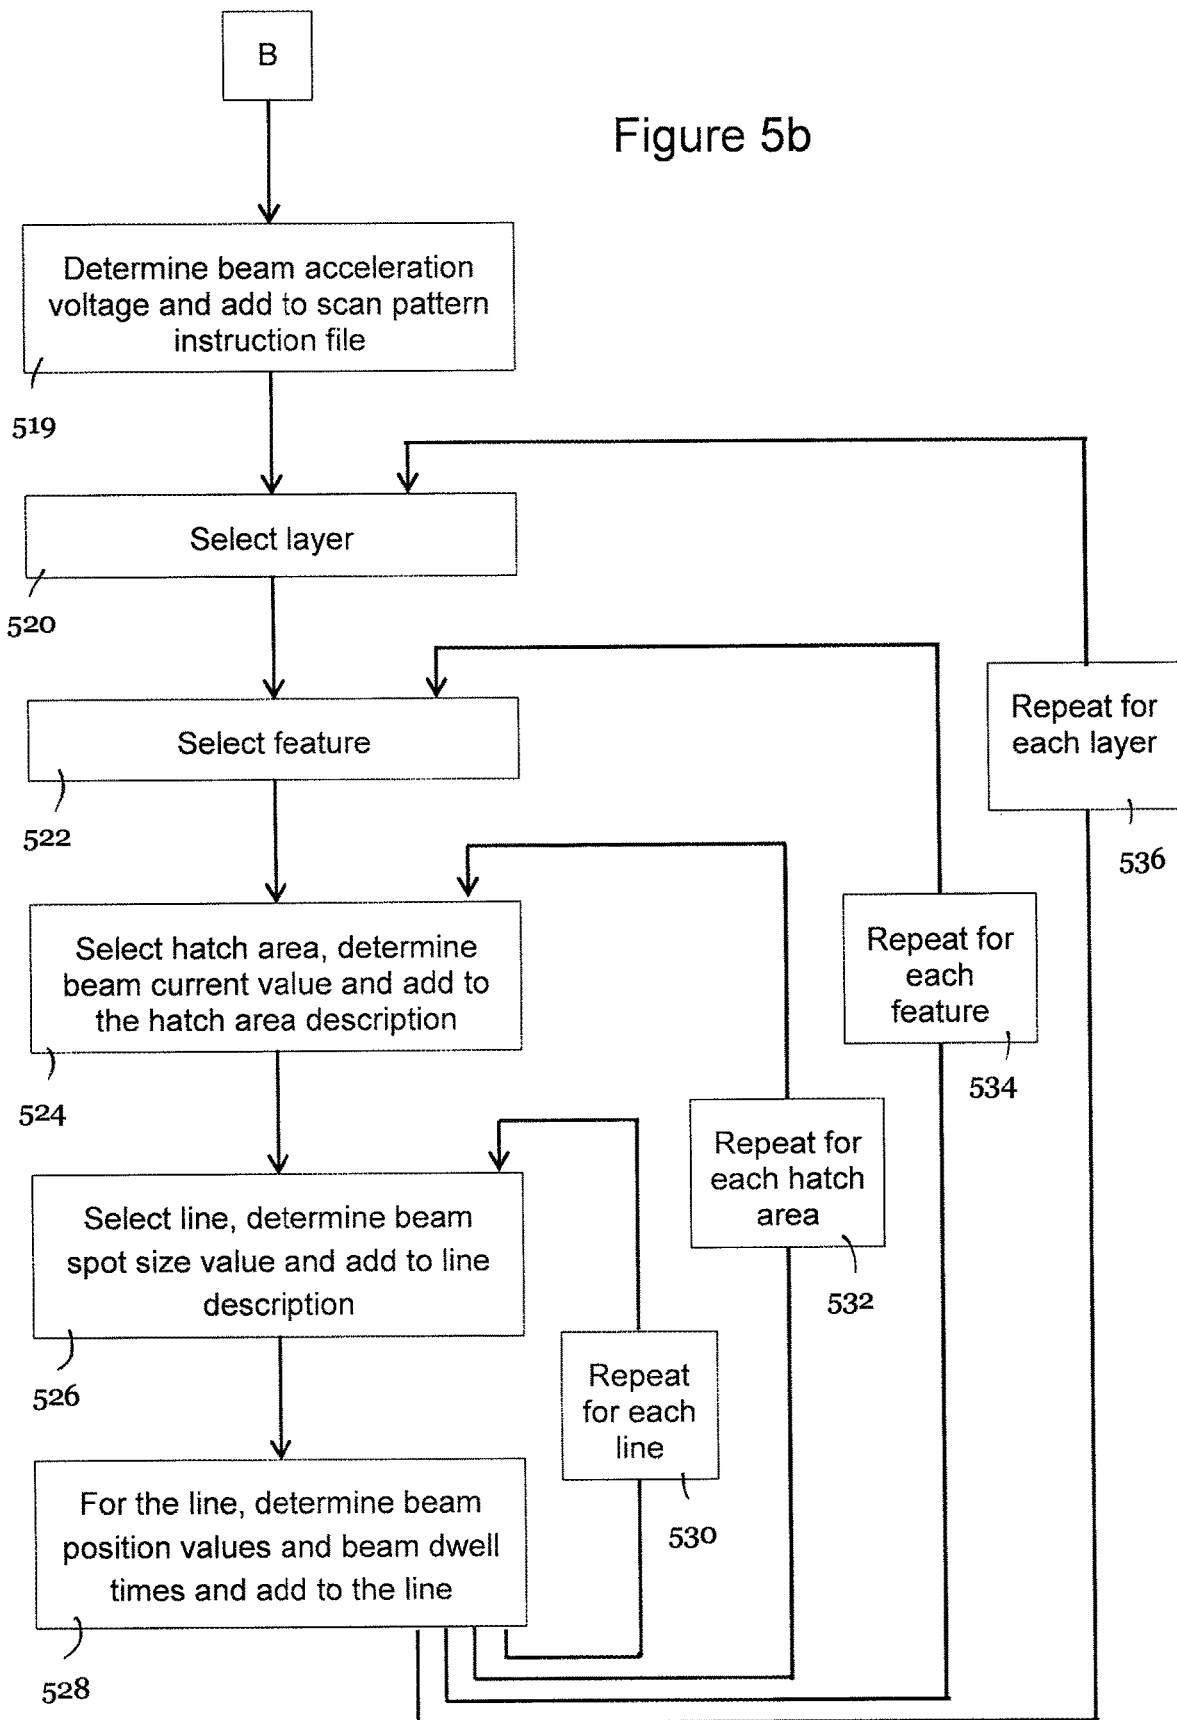 B
Figure 5b
Determine beam acceleration
voltage and add to scan pattern
instruction file
519
Select layer
520
Select feature
522
Repeat for
each layer
536
Select hatch area, determine
beam current value and add to
the hatch area description
524
Repeat for
each
feature
534
Select line, determine beam
spot size value and add to line
description
526
Repeat for
each hatch
area
532
Repeat
for each
line
530
For the line, determine beam
position values and beam dwell
times and add to the line
528